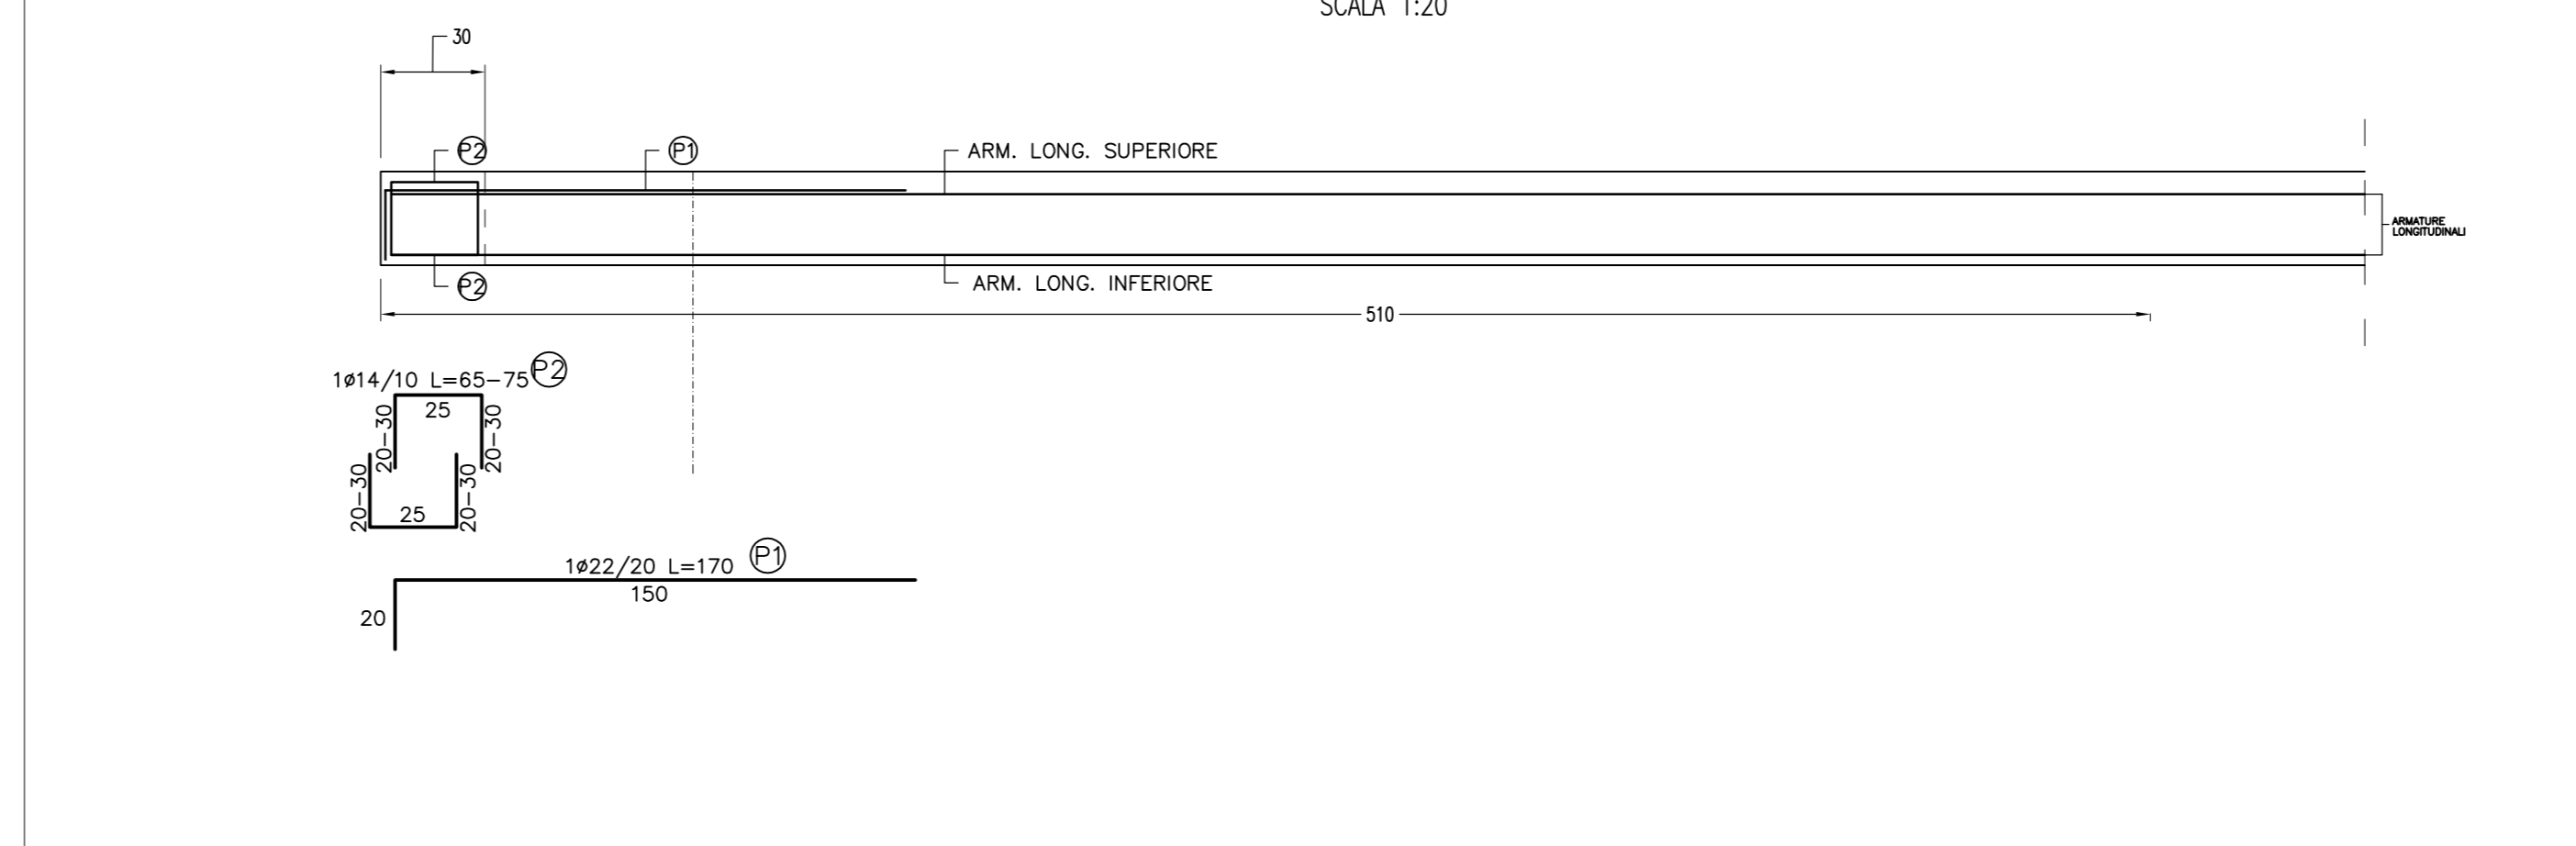 SCALA 1:20
30
P2
P1
ARM. LONG. SUPERIORE
ARMATURE
LONGITUDINALI
P2
ARM. LONG. INFERIORE
510
1ø14/10 L=65-75 P2
25
20-30
20-30
20-30
20-30
25
1ø22/20 L=170 P1
150
20